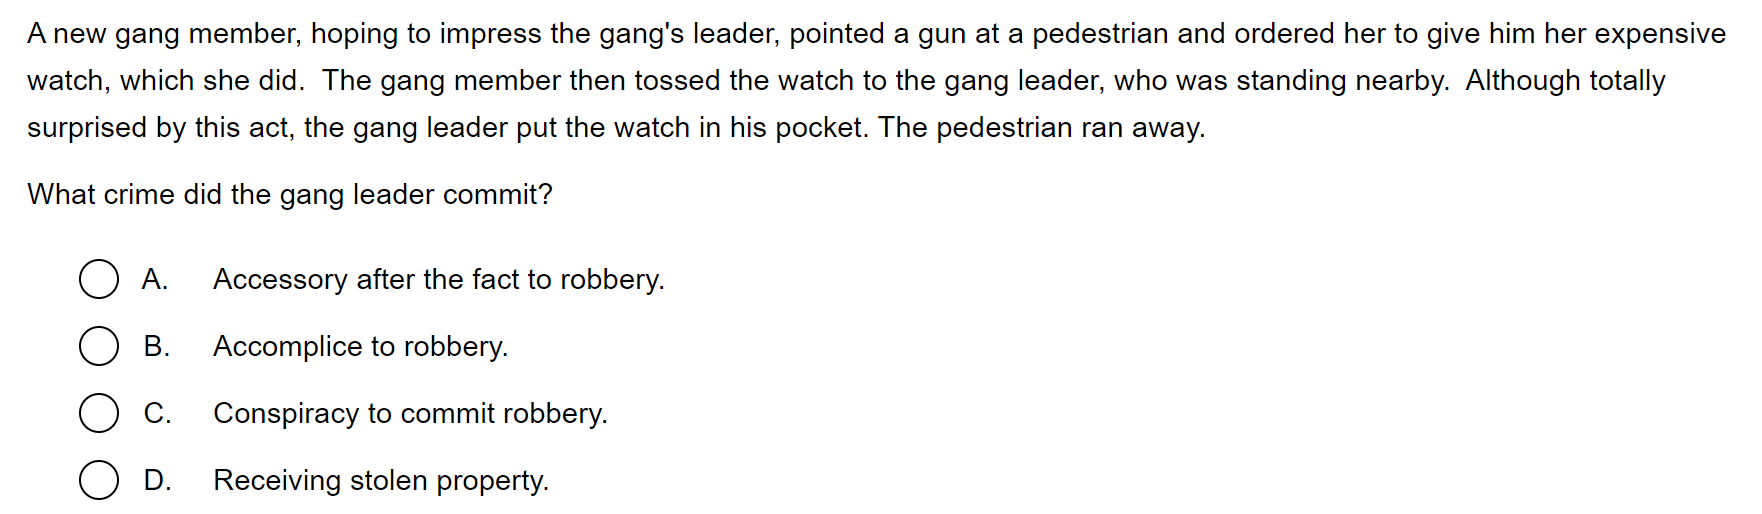 A new gang member, hoping to impress the gang's leader, pointed a gun at a pedestrian and ordered her to give him her expensive
watch, which she did.  The gang member then tossed the watch to the gang leader, who was standing nearby.  Although totally
surprised by this act, the gang leader put the watch in his pocket. The pedestrian ran away.
What crime did the gang leader commit?
A. Accessory after the fact to robbery.
B. Accomplice to robbery.
C. Conspiracy to commit robbery.
D. Receiving stolen property.